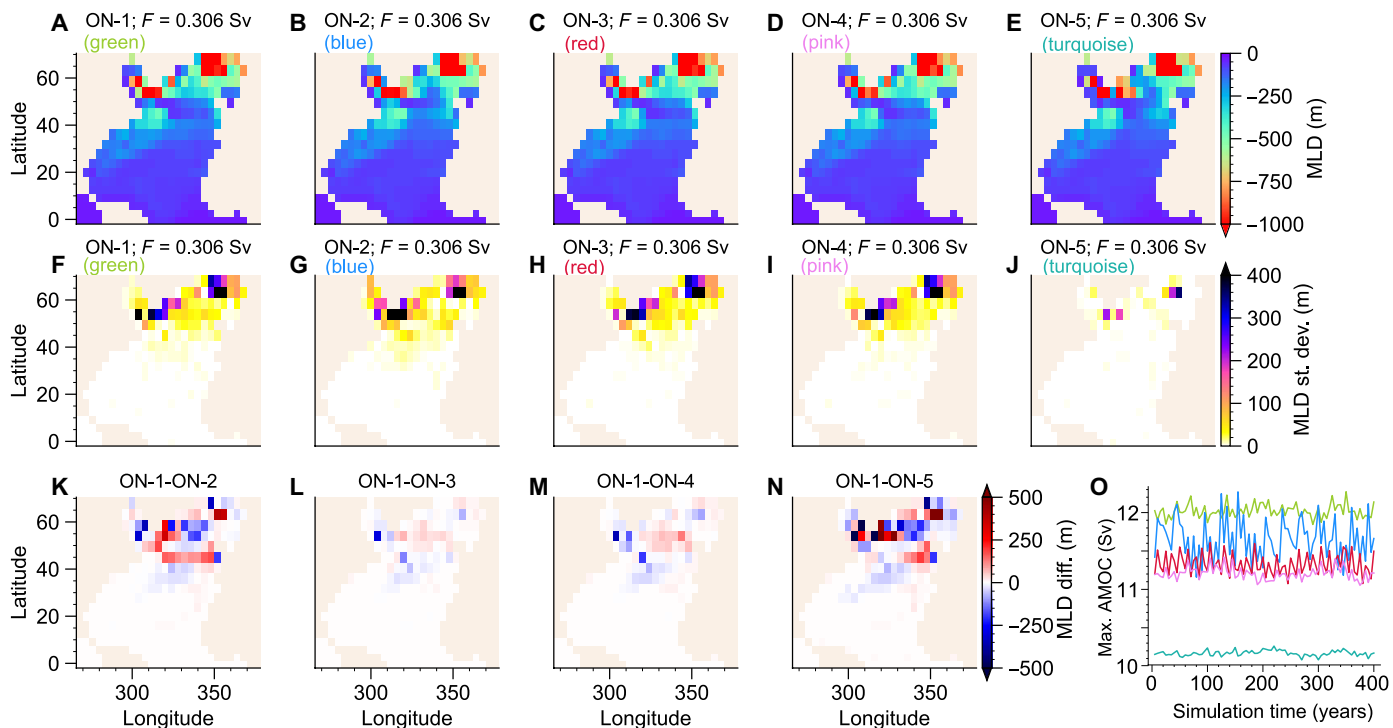 A ON-1; F = 0.306 Sv
(green)
B ON-2; F = 0.306 Sv
(blue)
C ON-3; F = 0.306 Sv
(red)
D ON-4; F = 0.306 Sv
(pink)
E ON-5; F = 0.306 Sv
(turquoise)
Latitude
60
40
20
0
0
−250
−500
−750
−1000
MLD (m)
F ON-1; F = 0.306 Sv
(green)
G ON-2; F = 0.306 Sv
(blue)
H ON-3; F = 0.306 Sv
(red)
I ON-4; F = 0.306 Sv
(pink)
J ON-5; F = 0.306 Sv
(turquoise)
Latitude
60
40
20
0
400
300
200
100
0
MLD st. dev. (m)
K ON-1-ON-2
L ON-1-ON-3
M ON-1-ON-4
N ON-1-ON-5
O
Latitude
60
40
20
0
300 350
Longitude
300 350
Longitude
300 350
Longitude
300 350
Longitude
500
250
0
−250
−500
MLD diff. (m)
Max. AMOC (Sv)
12
11
10
0 100 200 300 400
Simulation time (years)